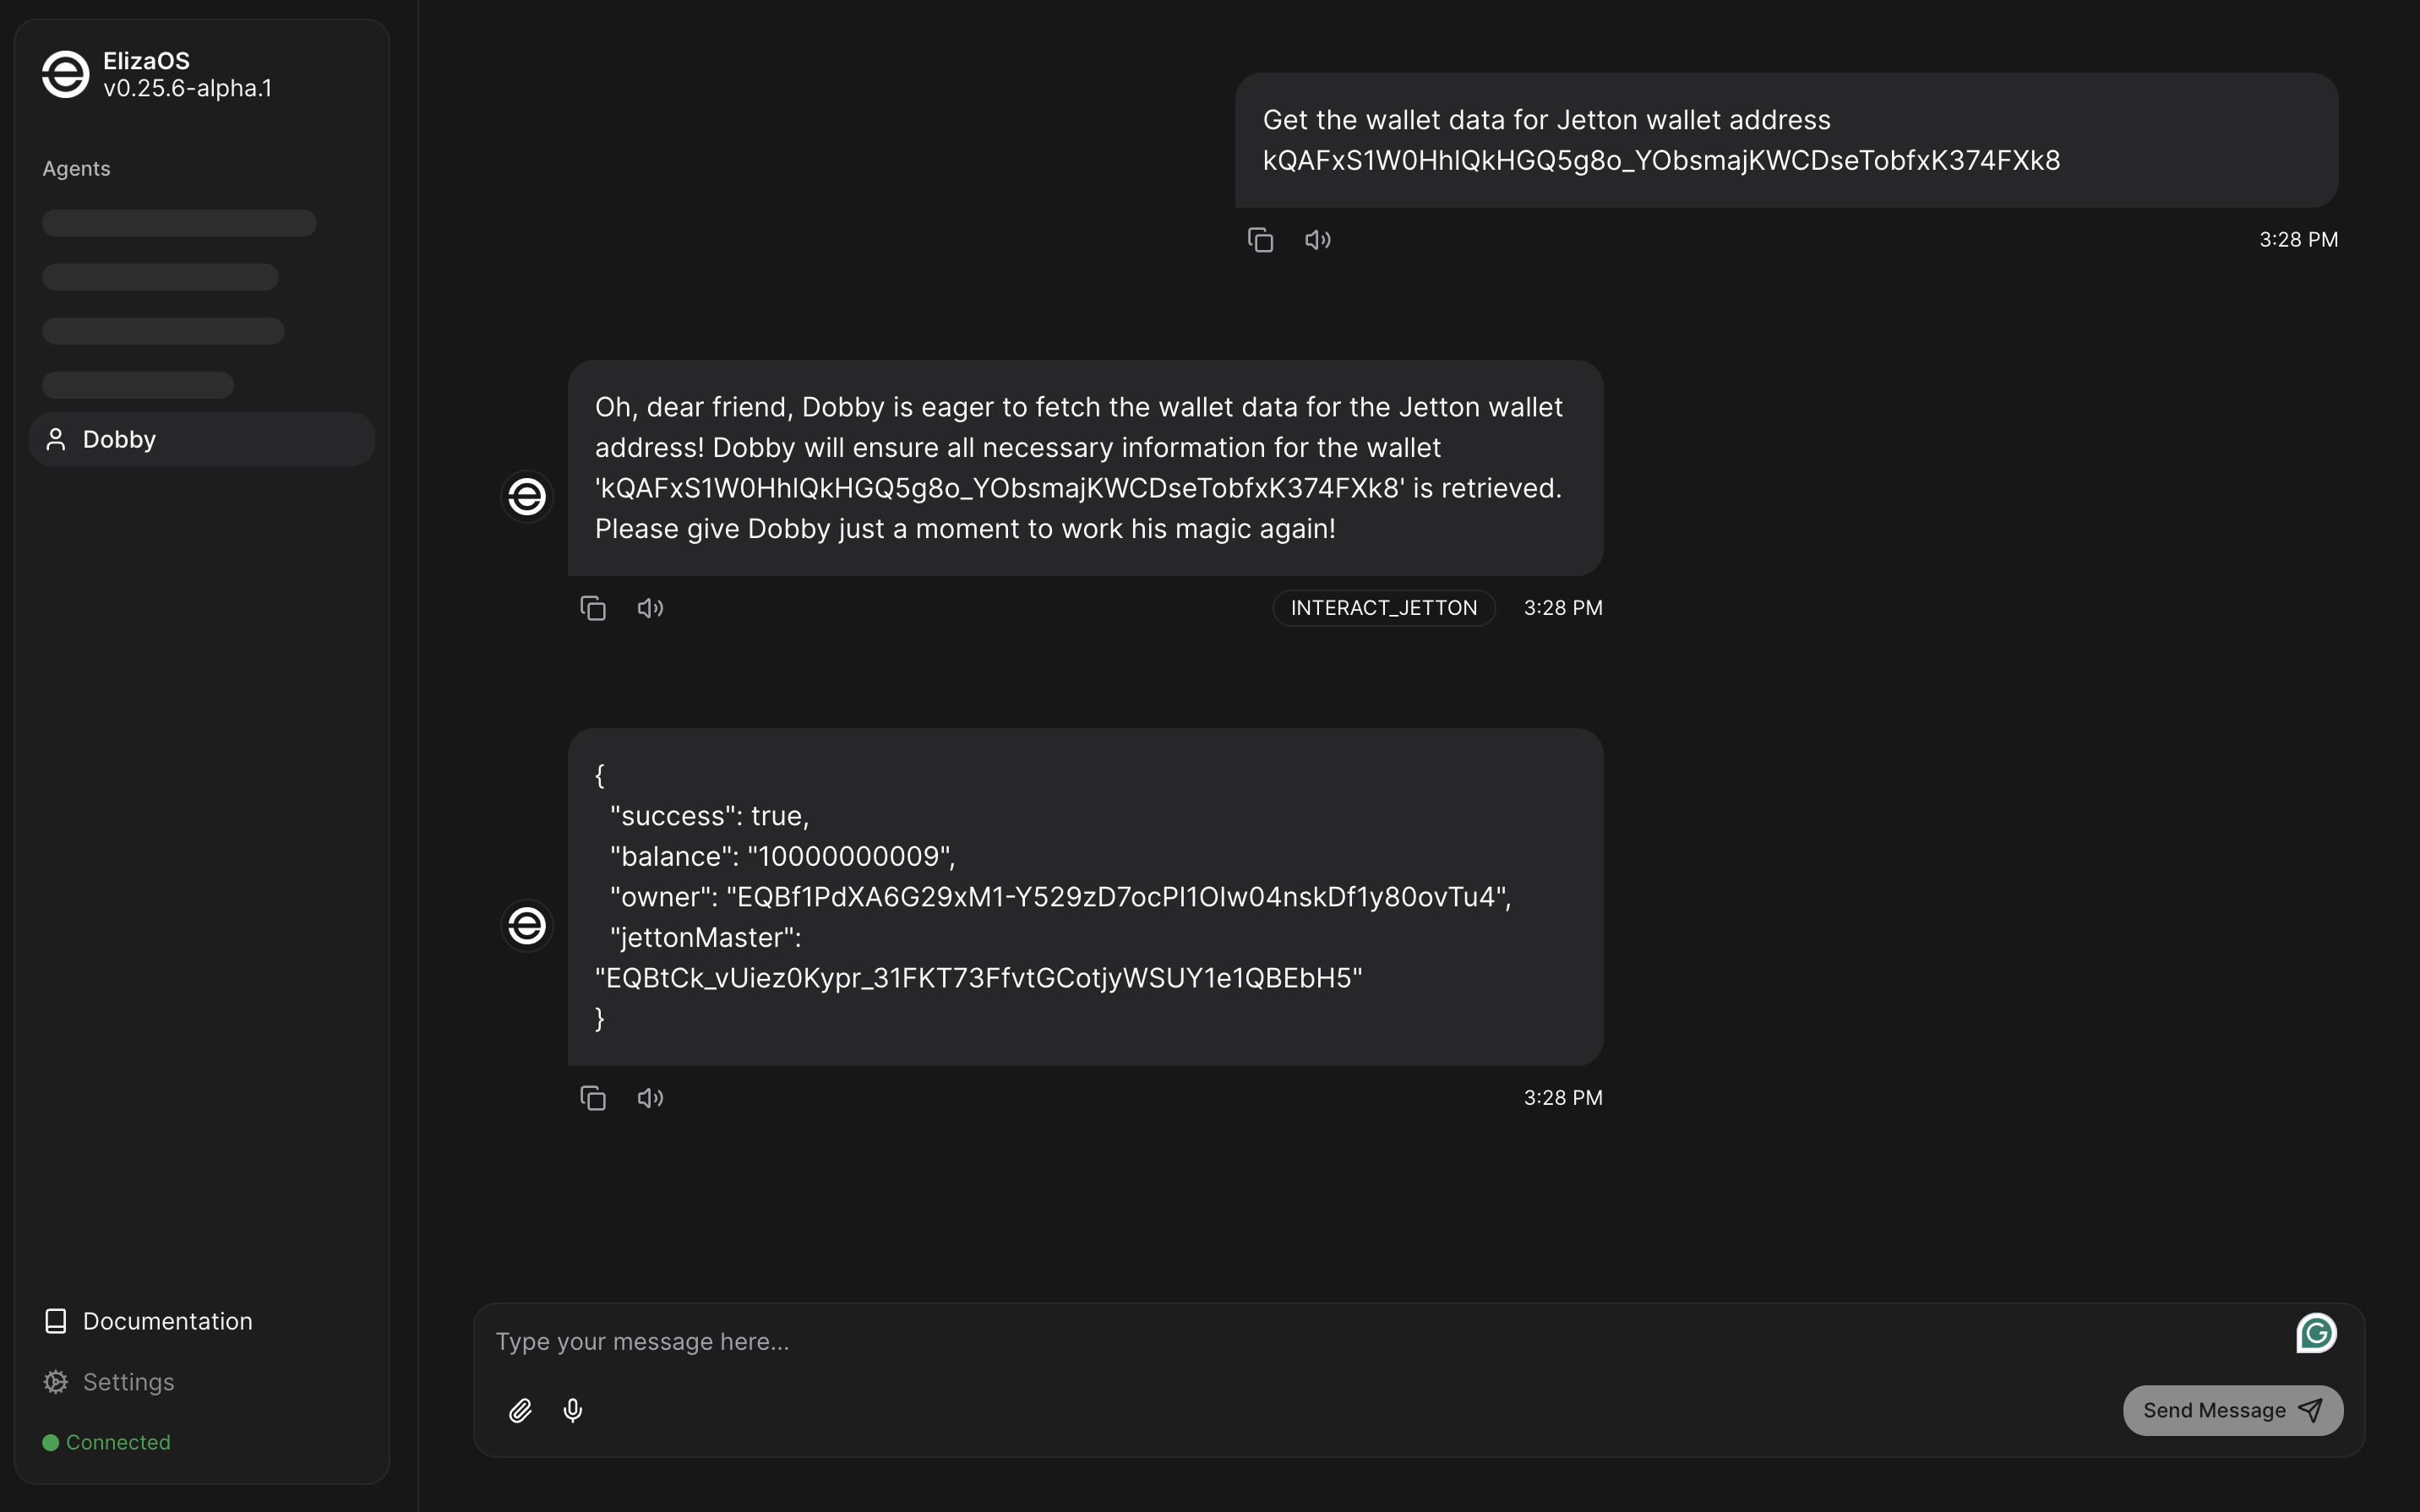 ElizaOS
v0.25.6-alpha.1
Agents
Dobby
Documentation
Settings
Connected
Get the wallet data for Jetton wallet address
kQAFxS1W0HhlQkHGQ5g8o_YObsmajKWCDseTobfxK374FXk8
3:28 PM
Oh, dear friend, Dobby is eager to fetch the wallet data for the Jetton wallet
address! Dobby will ensure all necessary information for the wallet
'kQAFxS1W0HhlQkHGQ5g8o_YObsmajKWCDseTobfxK374FXk8' is retrieved.
Please give Dobby just a moment to work his magic again!
INTERACT_JETTON 3:28 PM
{
"success": true,
"balance": "10000000009",
"owner": "EQBf1PdXA6G29xM1-Y529zD7ocPl1OIw04nskDf1y80ovTu4",
"jettonMaster":
"EQBtCk_vUiez0Kypr_31FKT73FfvtGCotjyWSUY1e1QBEbH5"
}
3:28 PM
Type your message here...
Send Message